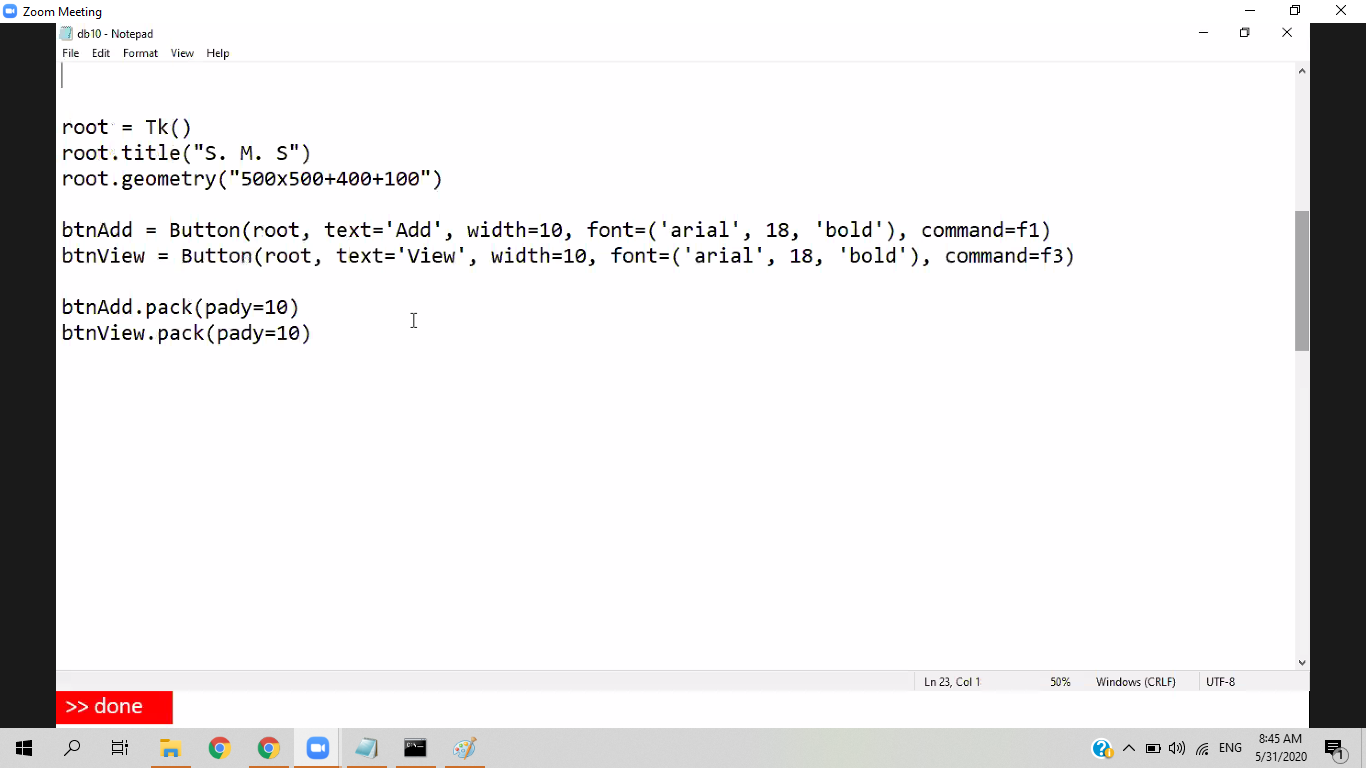 Zoom Meeting
db10 - Notepad
File Edit Format View Help
root = Tk()
root.title("S. M. S")
root.geometry("500x500+400+100")
btnAdd = Button(root, text='Add', width=10, font=('arial', 18, 'bold'), command=f1)
btnView = Button(root, text='View', width=10, font=('arial', 18, 'bold'), command=f3)
btnAdd.pack(pady=10)
btnView.pack(pady=10)
Ln 23, Col 1 50% Windows (CRLF) UTF-8
>> done
ENG 8:45 AM
5/31/2020
1